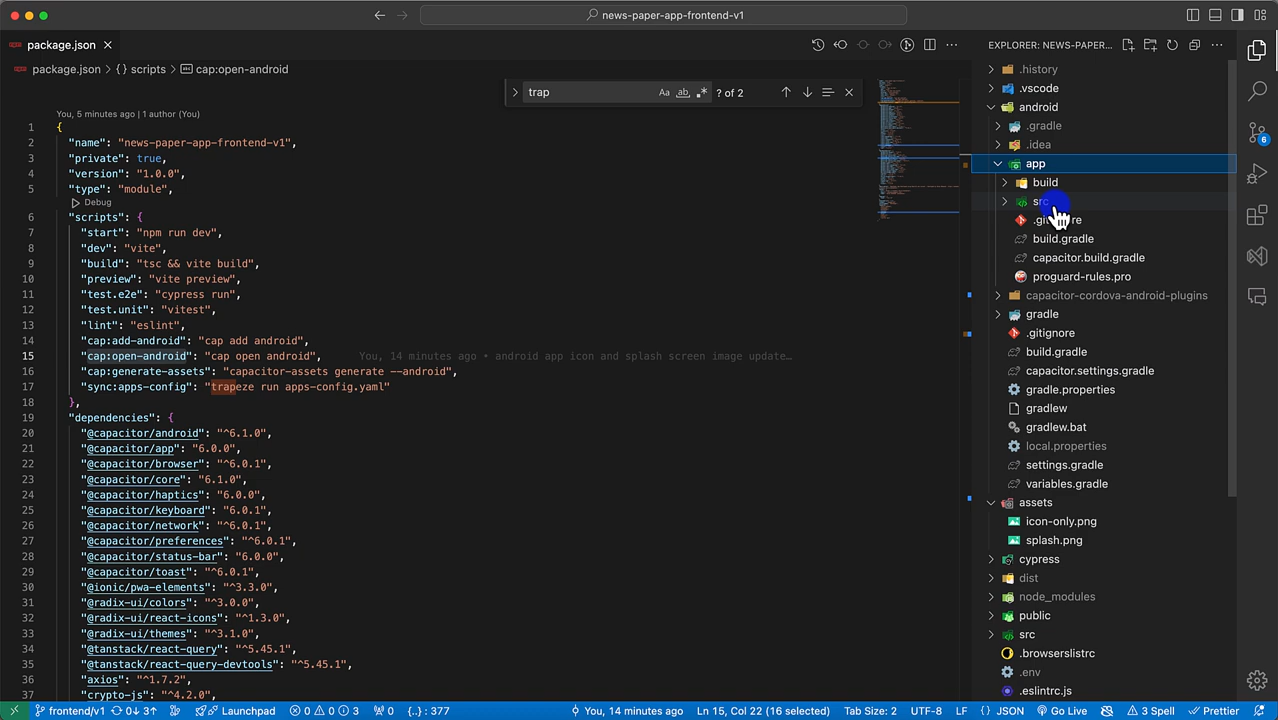 news-paper-app-frontend-v1
package.json
EXPLORER: NEWS-PAPER...
package.json > {} scripts > cap:open-android
trap
Aa ab
? of 2
You, 5 minutes ago | 1 author (You)
1 {
2 "name": "news-paper-app-frontend-v1",
3 "private": true,
4 "version": "1.0.0",
5 "type": "module",
Debug
6 "scripts": {
7 "start": "npm run dev",
8 "dev": "vite",
9 "build": "tsc && vite build",
10 "preview": "vite preview",
11 "test.e2e": "cypress run",
12 "test.unit": "vitest",
13 "lint": "eslint",
14 "cap:add-android": "cap add android",
15 "cap:open-android": "cap open android", You, 14 minutes ago • android app icon and splash screen image update…
16 "cap:generate-assets": "capacitor-assets generate --android",
17 "sync:apps-config": "trapeze run apps-config.yaml"
18 },
19 "dependencies": {
20 "@capacitor/android": "^6.1.0",
21 "@capacitor/app": "6.0.0",
22 "@capacitor/browser": "^6.0.1",
23 "@capacitor/core": "6.1.0",
24 "@capacitor/haptics": "6.0.0",
25 "@capacitor/keyboard": "6.0.1",
26 "@capacitor/network": "^6.0.1",
27 "@capacitor/preferences": "^6.0.1",
28 "@capacitor/status-bar": "6.0.0",
29 "@capacitor/toast": "^6.0.1",
30 "@ionic/pwa-elements": "^3.3.0",
31 "@radix-ui/colors": "^3.0.0",
32 "@radix-ui/react-icons": "^1.3.0",
33 "@radix-ui/themes": "^3.1.0",
34 "@tanstack/react-query": "^5.45.1",
35 "@tanstack/react-query-devtools": "^5.45.1",
36 "axios": "^1.7.2",
37 "crypto-js": "^4.2.0",
.history
.vscode
android
.gradle
.idea
app
build
src
build.gradle
capacitor.build.gradle
proguard-rules.pro
capacitor-cordova-android-plugins
gradle
.gitignore
build.gradle
capacitor.settings.gradle
gradle.properties
gradlew
gradlew.bat
local.properties
settings.gradle
variables.gradle
assets
icon-only.png
splash.png
cypress
dist
node_modules
public
src
.browserslistrc
.env
.eslintrc.js
6
frontend/v1 0↓ 3↑ Launchpad 0 0 3 0 {..} : 377 You, 14 minutes ago Ln 15, Col 22 (16 selected) Tab Size: 2 UTF-8 LF {} JSON Go Live 3 Spell Prettier